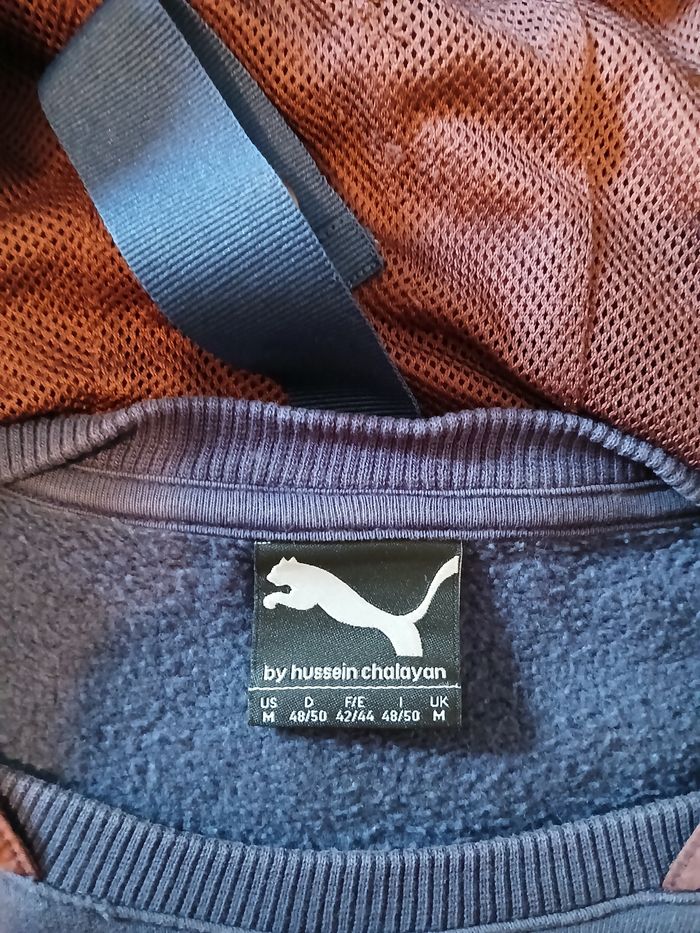 by hussein chalayan
US D F/E I UK
M 48/50 42/44 48/50 M